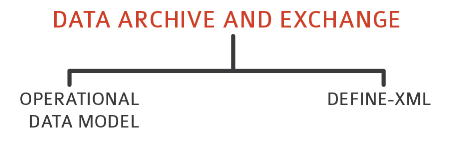 DATA ARCHIVE AND EXCHANGE
OPERATIONAL
DATA MODEL
DEFINE-XML